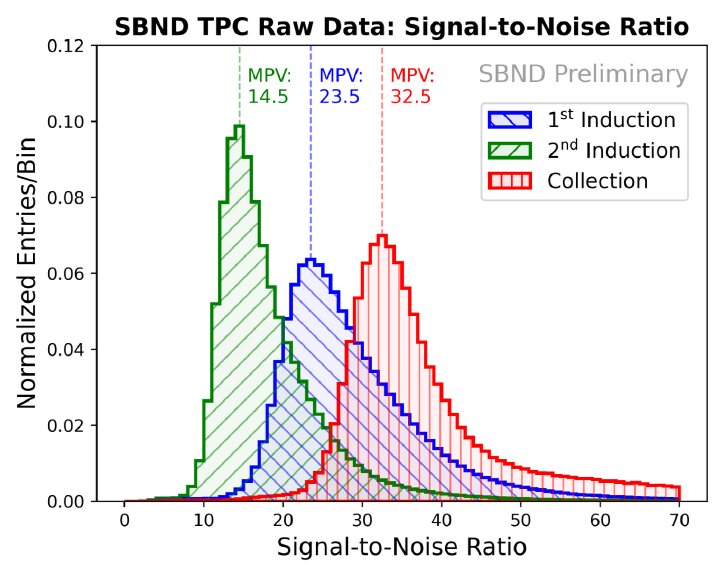 SBND TPC Raw Data: Signal-to-Noise Ratio
SBND Preliminary
MPV: 14.5
MPV: 23.5
MPV: 32.5
1st Induction
2nd Induction
Collection
Normalized Entries/Bin
0.12
0.10
0.08
0.06
0.04
0.02
0.00
0 10 20 30 40 50 60 70
Signal-to-Noise Ratio